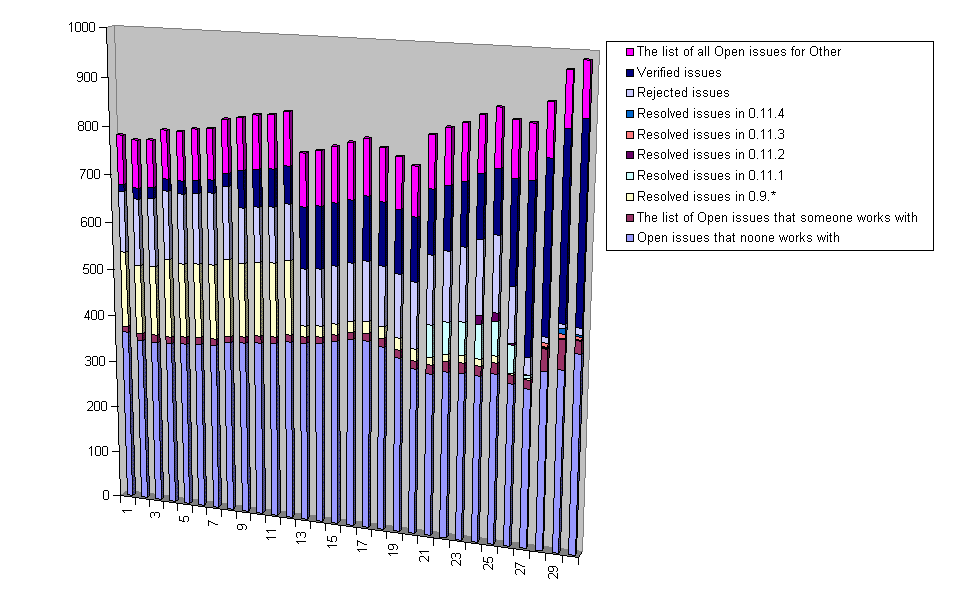 1000
900
800
700
600
500
400
300
200
100
0
1
3
5
7
9
11
13
15
17
19
21
23
25
27
29
The list of all Open issues for Other
Verified issues
Rejected issues
Resolved issues in 0.11.4
Resolved issues in 0.11.3
Resolved issues in 0.11.2
Resolved issues in 0.11.1
Resolved issues in 0.9.*
The list of Open issues that someone works with
Open issues that noone works with